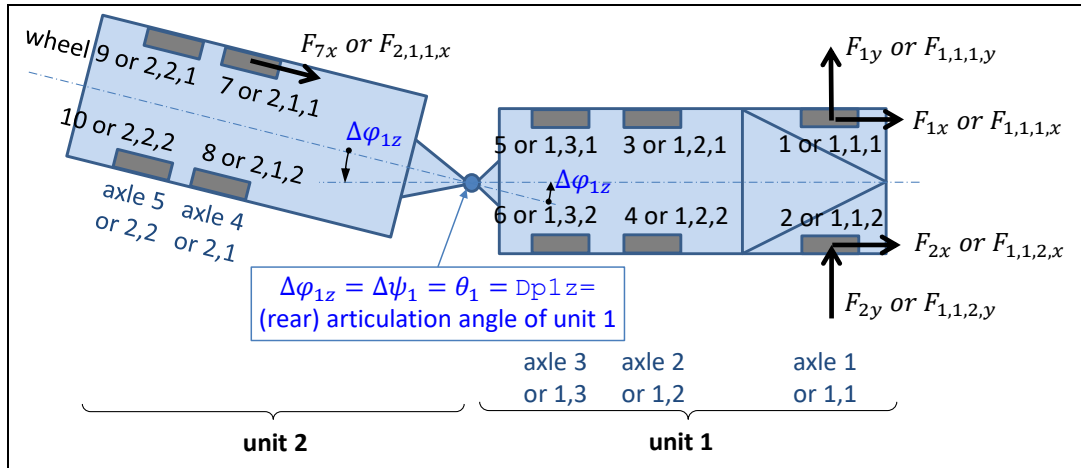 wheel
9 or 2,2,1
7 or 2,1,1
F₇ₓ or F₂,₁,₁,ₓ
10 or 2,2,2
8 or 2,1,2
Δφ₁z
axle 5
or 2,2
axle 4
or 2,1
5 or 1,3,1
3 or 1,2,1
1 or 1,1,1
F₁y or F₁,₁,₁,y
F₁ₓ or F₁,₁,₁,ₓ
Δφ₁z
6 or 1,3,2
4 or 1,2,2
2 or 1,1,2
F₂ₓ or F₁,₁,₂,ₓ
F₂y or F₁,₁,₂,y
Δφ₁z = Δψ₁ = θ₁ = Dp1z=
(rear) articulation angle of unit 1
axle 3
or 1,3
axle 2
or 1,2
axle 1
or 1,1
unit 2
unit 1